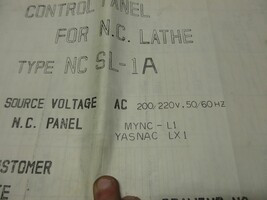 CONTROL PANEL
FOR N.C. LATHE
TYPE NC SL-1A
SOURCE VOLTAGE AC 200/220V, 50/60HZ
N.C. PANEL MYNC-L1
YASNAC LX1